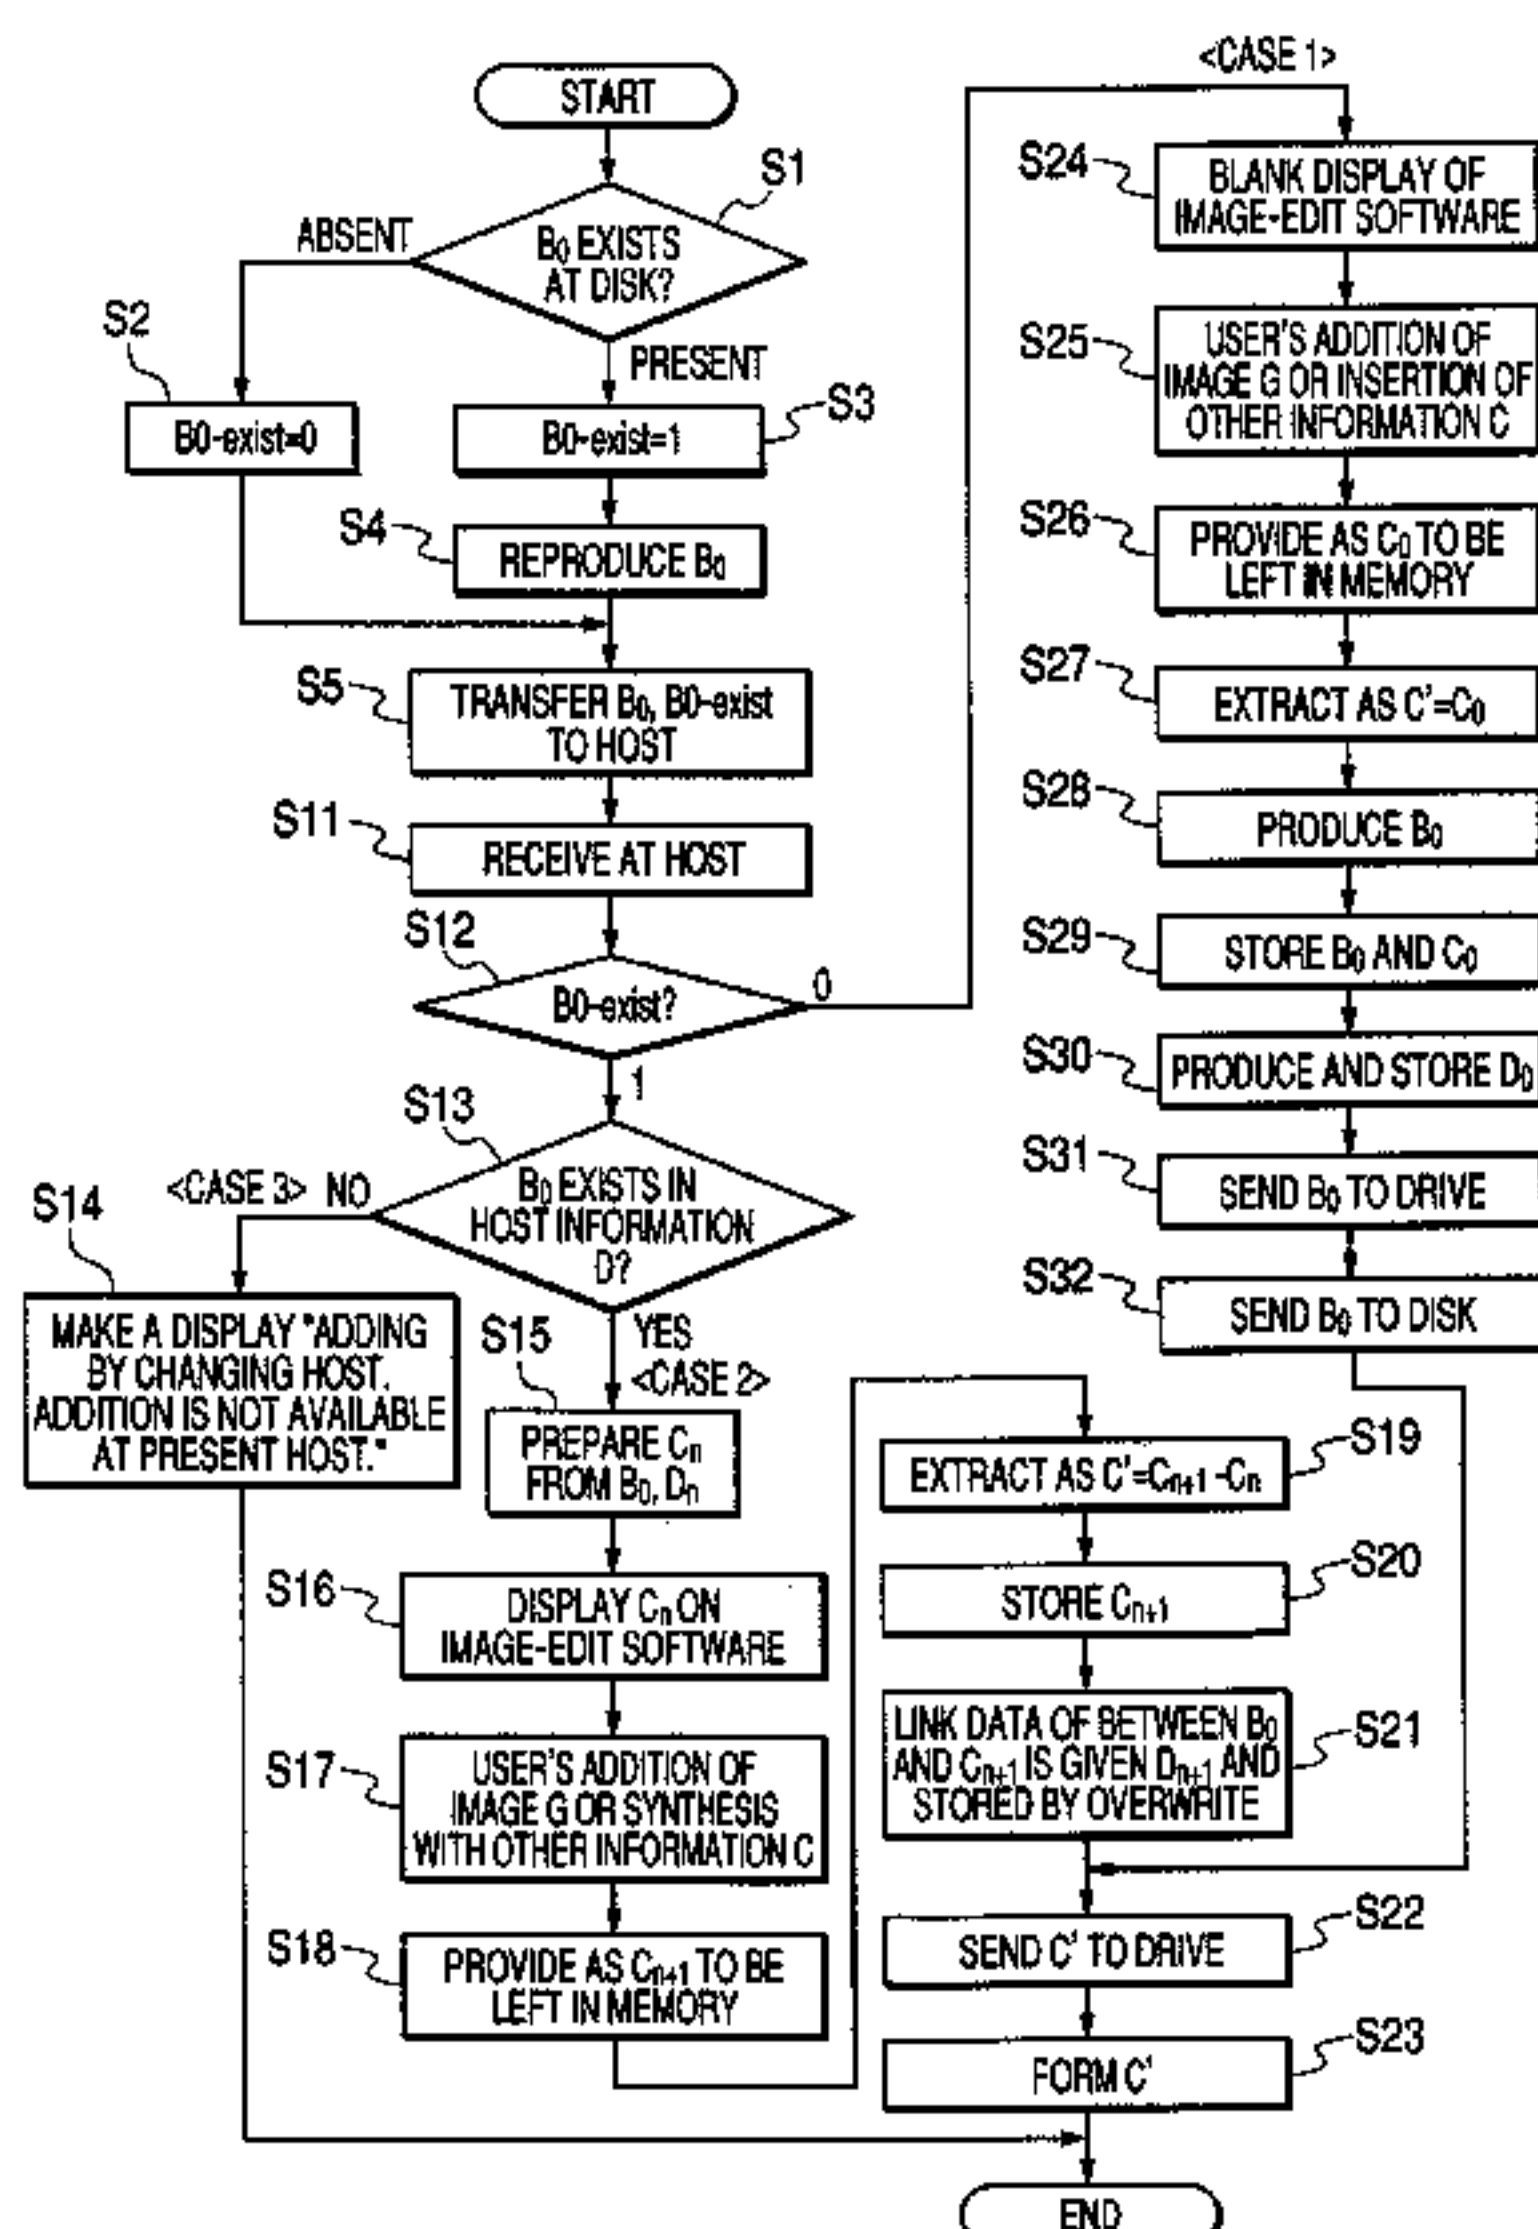 START
S1
B0 EXISTS
AT DISK?
ABSENT
PRESENT
S2
B0-exist=0
S3
B0-exist=1
S4
REPRODUCE B0
S5
TRANSFER B0, B0-exist
TO HOST
S11
RECEIVE AT HOST
S12
B0-exist?
0
1
S13
B0 EXISTS IN
HOST INFORMATION
D?
<CASE 3> NO
S14
MAKE A DISPLAY "ADDING
BY CHANGING HOST.
ADDITION IS NOT AVAILABLE
AT PRESENT HOST."
YES
<CASE 2>
S15
PREPARE Cn
FROM B0, Dn
S16
DISPLAY Cn ON
IMAGE-EDIT SOFTWARE
S17
USER'S ADDITION OF
IMAGE G OR SYNTHESIS
WITH OTHER INFORMATION C
S18
PROVIDE AS Cn+1 TO BE
LEFT IN MEMORY
S19
EXTRACT AS C'=Cn+1 -Cn
S20
STORE Cn+1
S21
LINK DATA OF BETWEEN B0
AND Cn+1 IS GIVEN Dn+1 AND
STORED BY OVERWRITE
S22
SEND C' TO DRIVE
S23
FORM C'
END
<CASE 1>
S24
BLANK DISPLAY OF
IMAGE-EDIT SOFTWARE
S25
USER'S ADDITION OF
IMAGE G OR INSERTION OF
OTHER INFORMATION C
S26
PROVIDE AS C0 TO BE
LEFT IN MEMORY
S27
EXTRACT AS C'=C0
S28
PRODUCE B0
S29
STORE B0 AND C0
S30
PRODUCE AND STORE D0
S31
SEND B0 TO DRIVE
S32
SEND B0 TO DISK